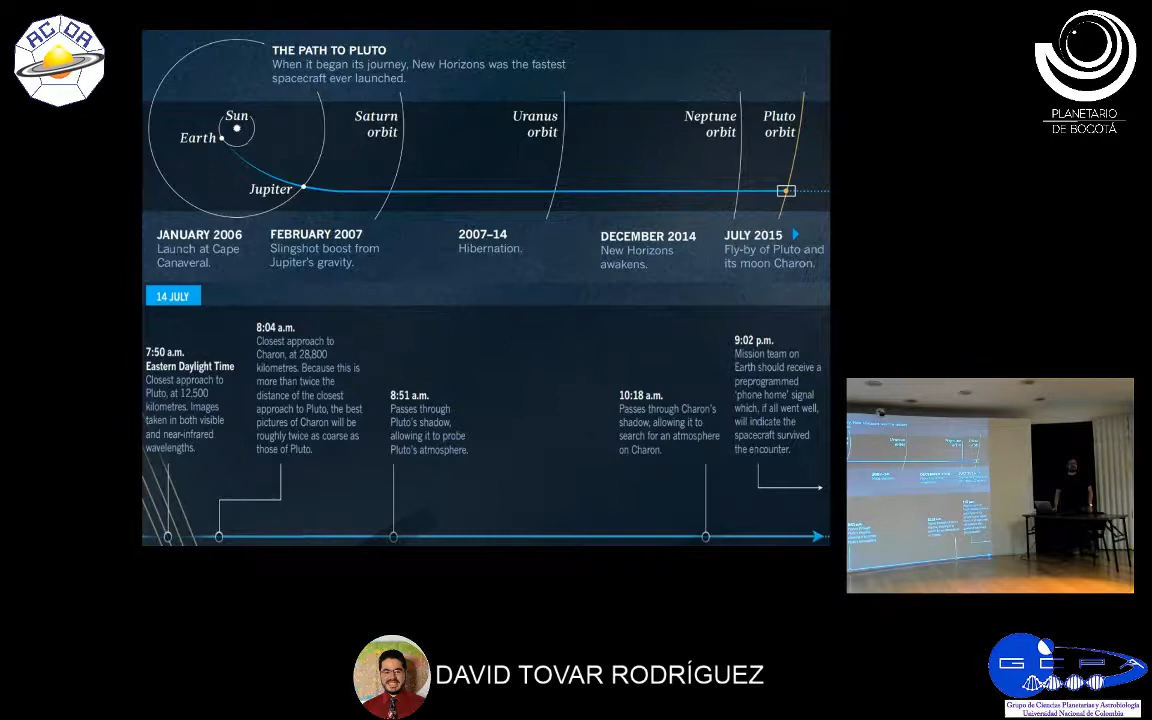 ACDA
THE PATH TO PLUTO
When it began its journey, New Horizons was the fastest
spacecraft ever launched.
Sun
Earth
Jupiter
Saturn
orbit
Uranus
orbit
Neptune
orbit
Pluto
orbit
JANUARY 2006
Launch at Cape
Canaveral.
FEBRUARY 2007
Slingshot boost from
Jupiter's gravity.
2007–14
Hibernation.
DECEMBER 2014
New Horizons
awakens.
JULY 2015
Fly-by of Pluto and
its moon Charon.
14 JULY
7:50 a.m.
Eastern Daylight Time
Closest approach to
Pluto, at 12,500
kilometres. Images
taken in both visible
and near-infrared
wavelengths.
8:04 a.m.
Closest approach to
Charon, at 28,800
kilometres. Because this is
more than twice the
distance of the closest
approach to Pluto, the best
pictures of Charon will be
roughly twice as coarse as
those of Pluto.
8:51 a.m.
Passes through
Pluto's shadow,
allowing it to probe
Pluto's atmosphere.
10:18 a.m.
Passes through Charon's
shadow, allowing it to
search for an atmosphere
on Charon.
9:02 p.m.
Mission team on
Earth should receive a
preprogrammed
'phone home' signal
which, if all went well,
will indicate the
spacecraft survived
the encounter.
PLANETARIO
DE BOGOTÁ
Uranus
orbit
DECEMBER 2014
DAVID TOVAR RODRÍGUEZ
GCPA
Grupo de Ciencias Planetarias y Astrobiología
Universidad Nacional de Colombia